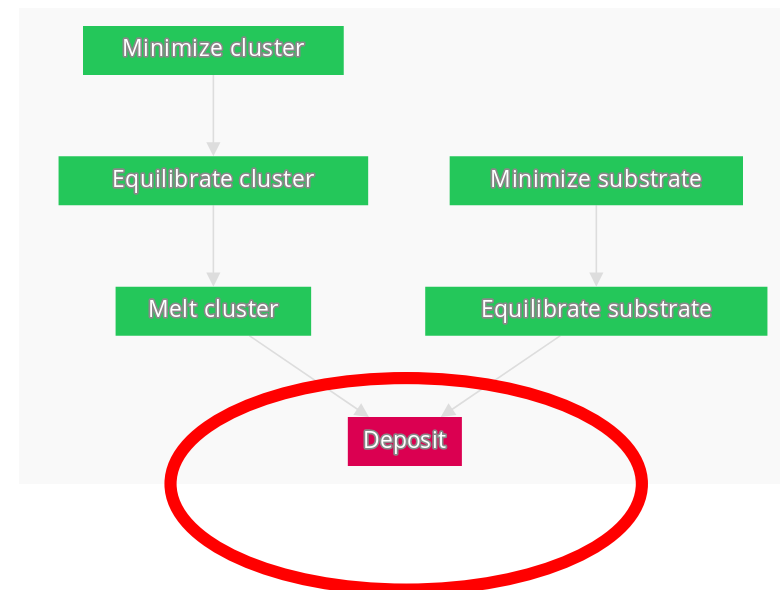 Minimize cluster
Equilibrate cluster
Minimize substrate
Melt cluster
Equilibrate substrate
Deposit